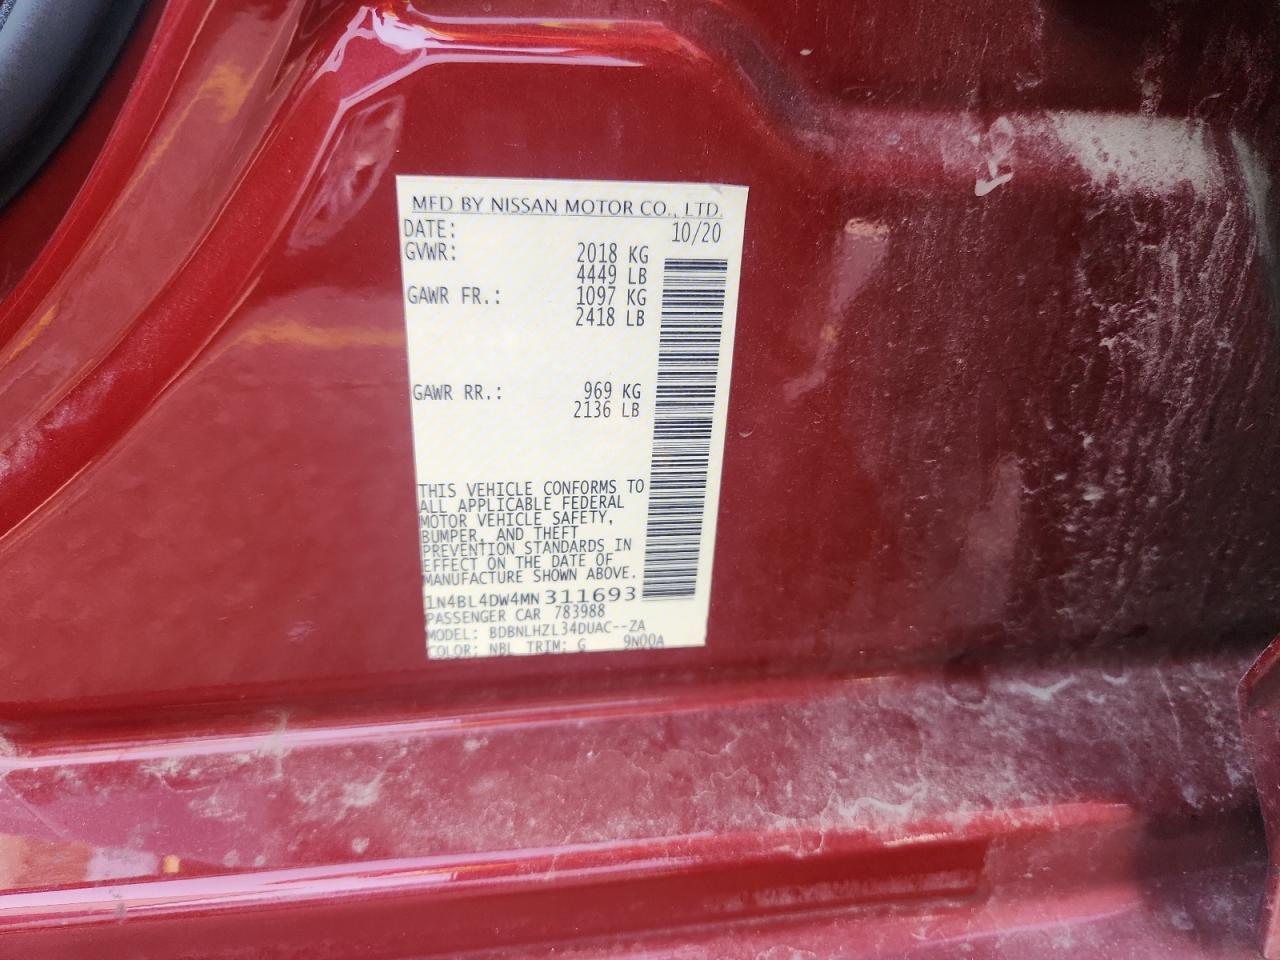 MFD BY NISSAN MOTOR CO., LTD.
DATE: 10/20
GVWR: 2018 KG
4449 LB
GAWR FR.: 1097 KG
2418 LB
GAWR RR.: 969 KG
2136 LB
THIS VEHICLE CONFORMS TO
ALL APPLICABLE FEDERAL
MOTOR VEHICLE SAFETY,
BUMPER, AND THEFT
PREVENTION STANDARDS IN
EFFECT ON THE DATE OF
MANUFACTURE SHOWN ABOVE.
1N4BL4DW4MN311693
PASSENGER CAR 783988
MODEL: BDBNLHZL34DUAC--ZA
COLOR: NBL TRIM: G 9N00A